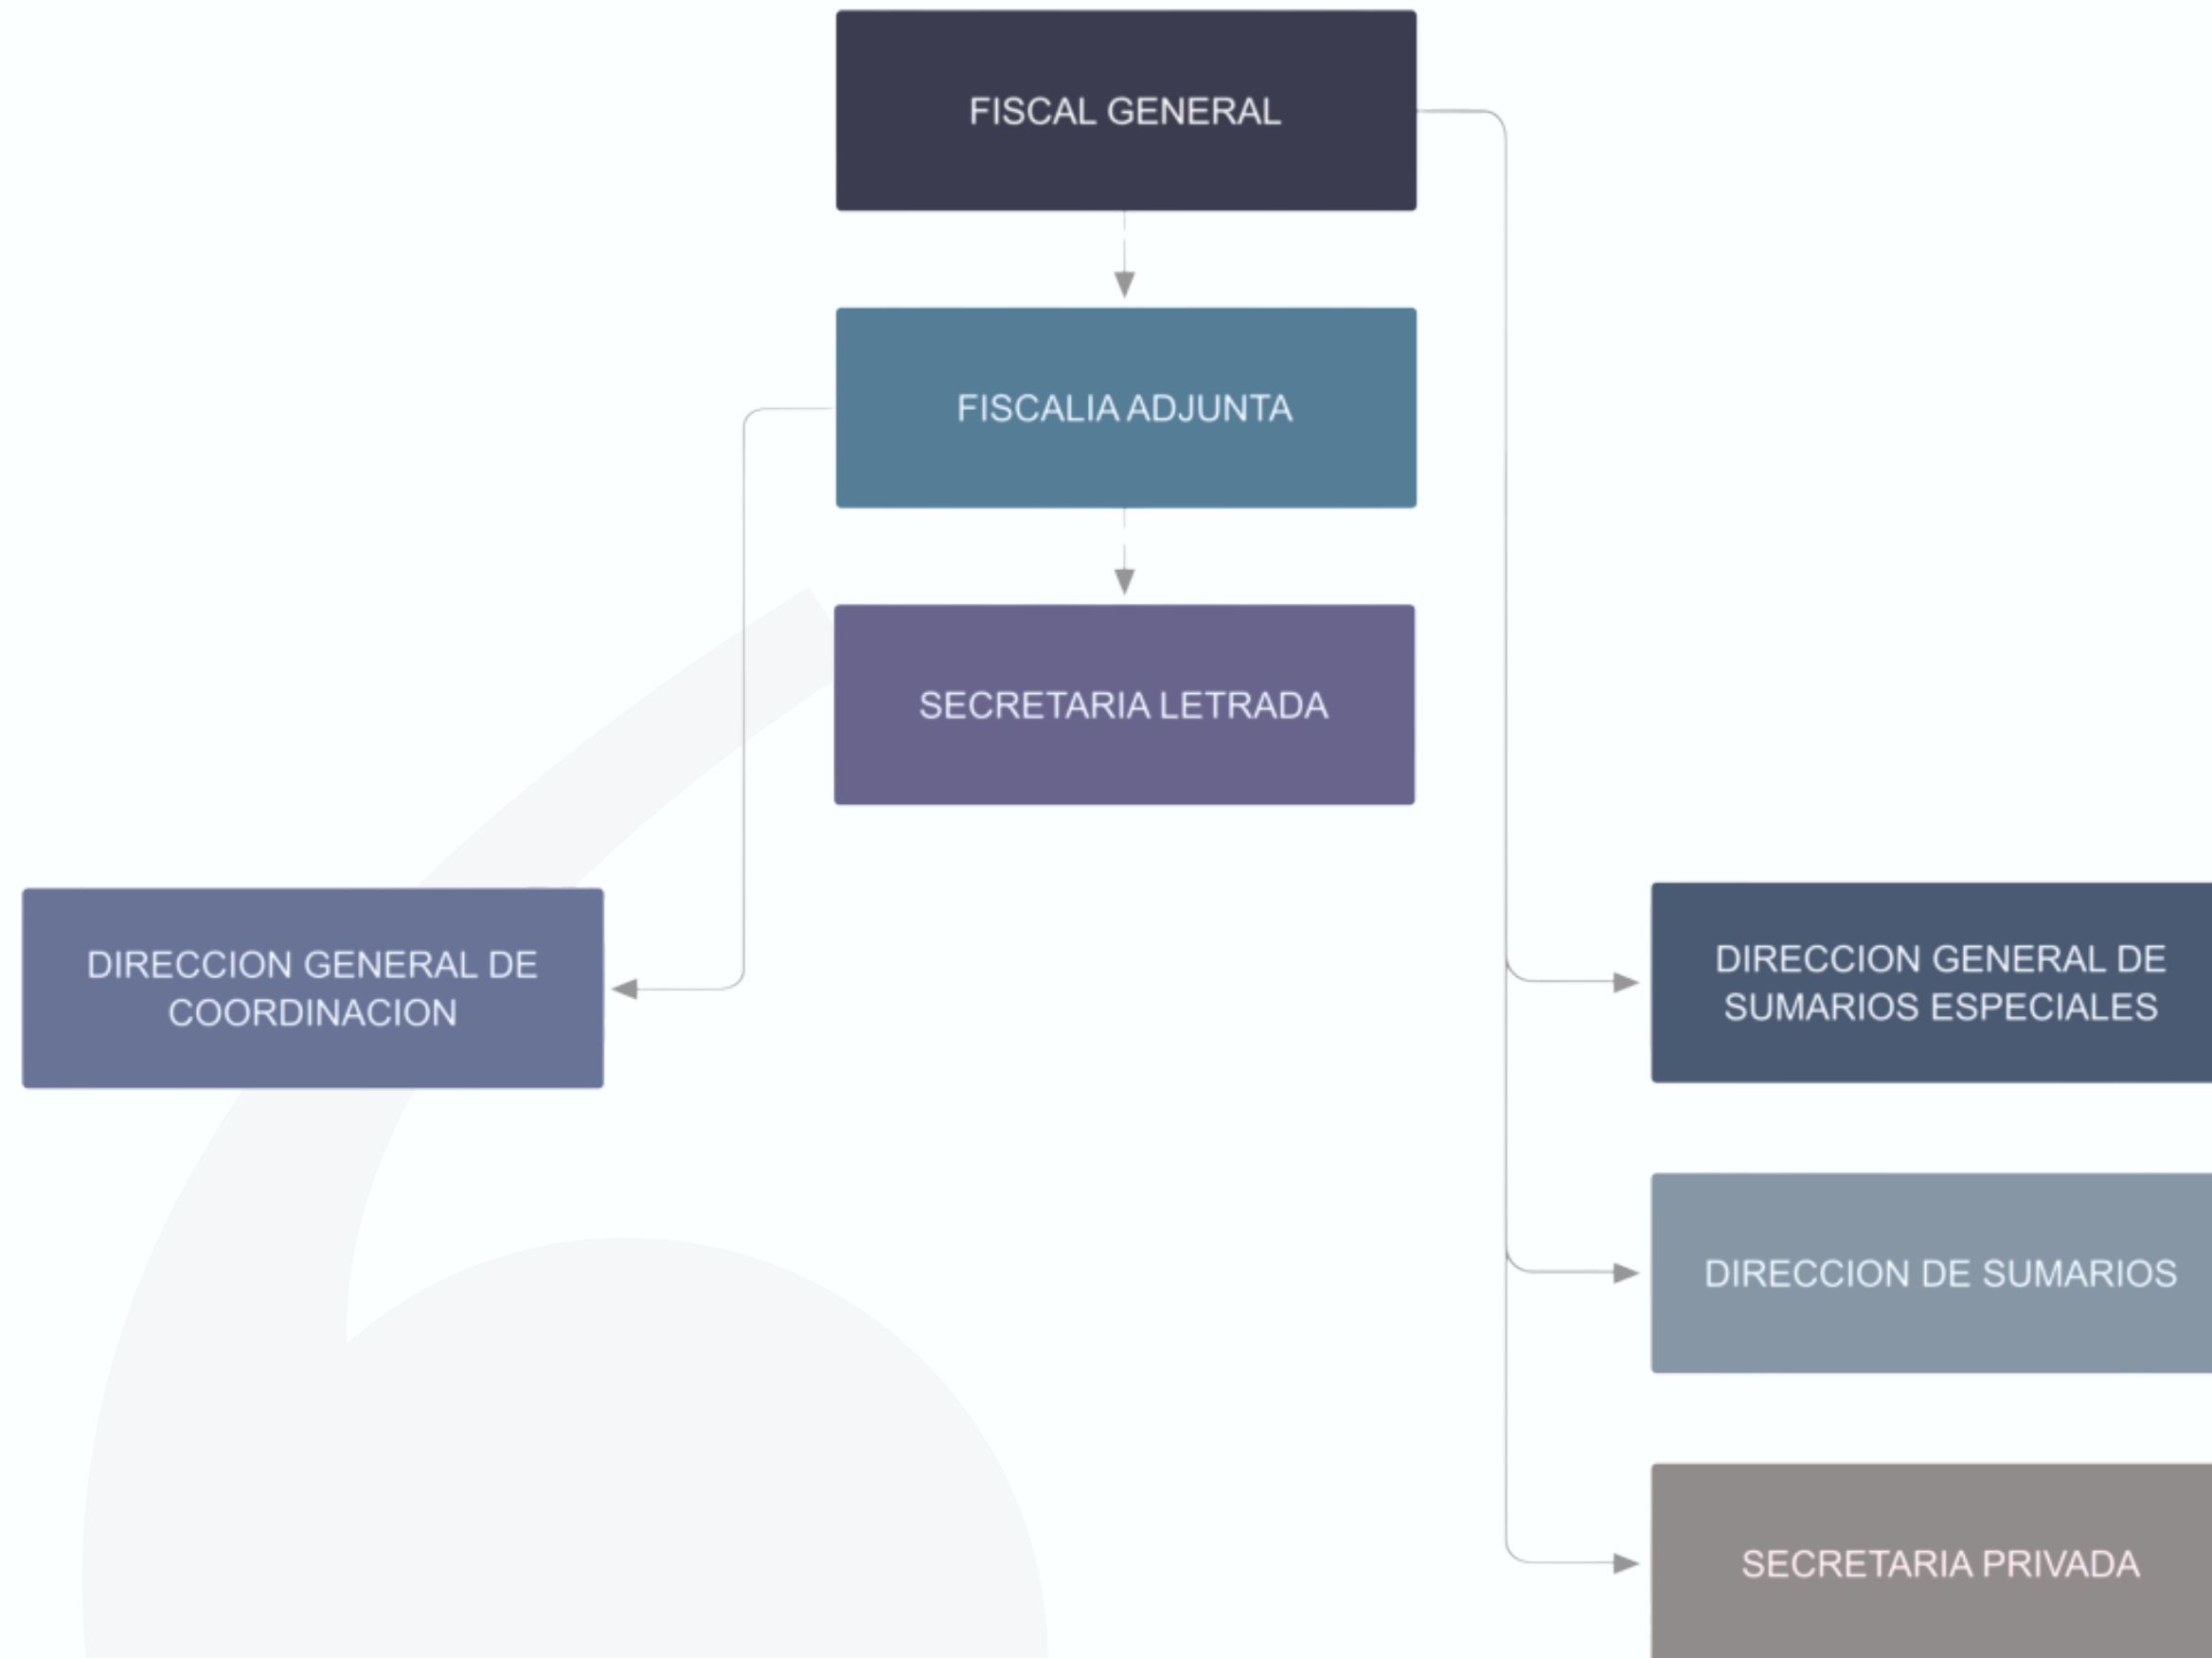 FISCAL GENERAL
FISCALIA ADJUNTA
SECRETARIA LETRADA
DIRECCION GENERAL DE
COORDINACION
DIRECCION GENERAL DE
SUMARIOS ESPECIALES
DIRECCION DE SUMARIOS
SECRETARIA PRIVADA